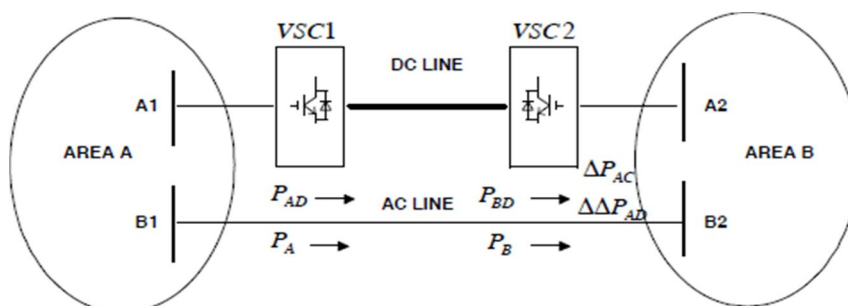 VSC1 VSC2
DC LINE
A1 A2
AREA A AREA B
ΔP_AC
P_AD P_BD
AC LINE ΔΔP_AD
B1 B2
P_A P_B